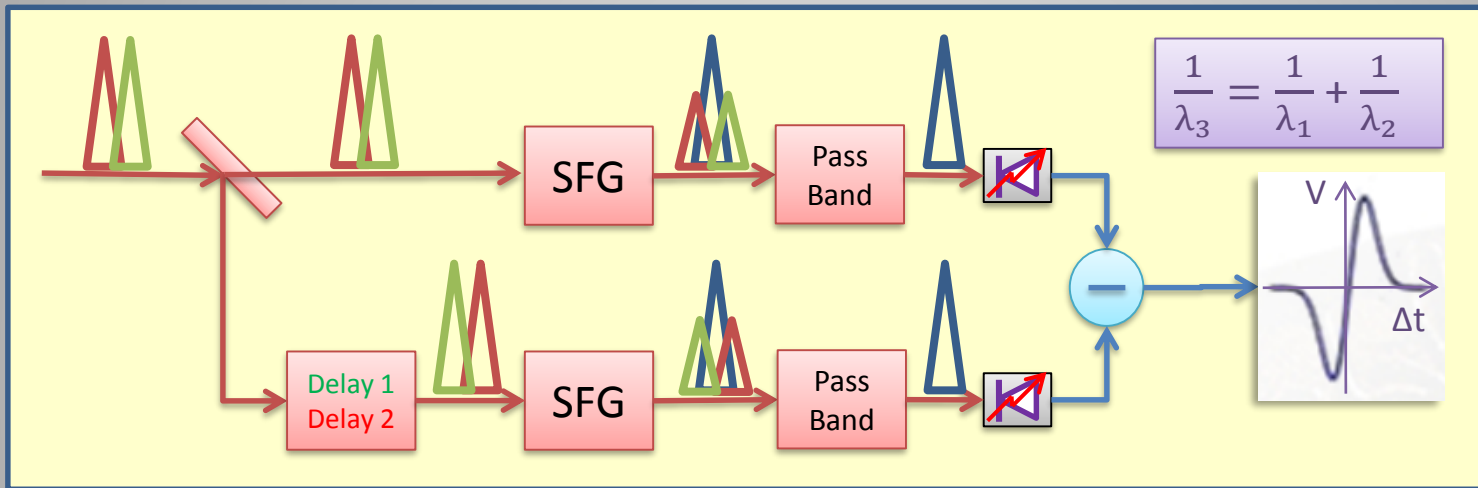 1/λ₃ = 1/λ₁ + 1/λ₂
SFG
Pass
Band
V
Δt
Delay 1
Delay 2
SFG
Pass
Band